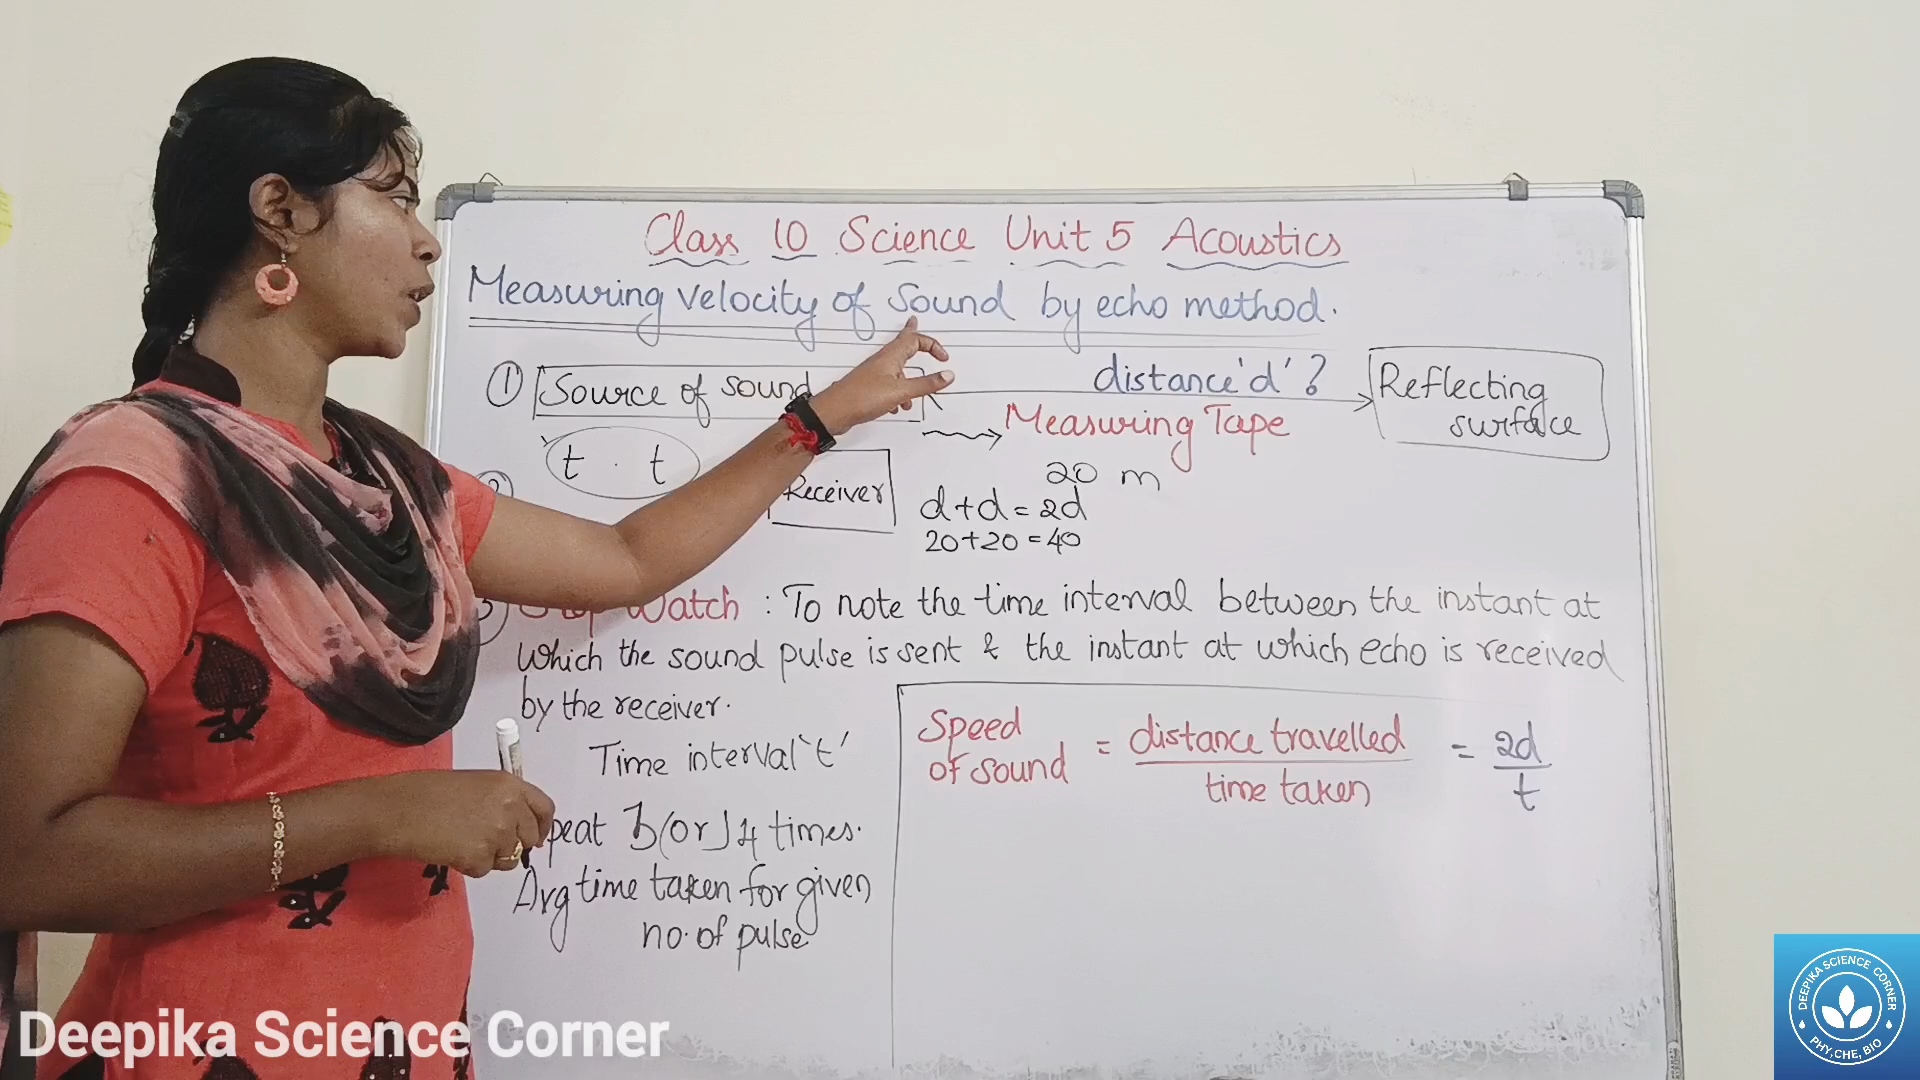 Class 10 Science Unit 5 Acoustics
Measuring velocity of sound by echo method.
① Source of sound
distance 'd' ?
Reflecting
surface
Measuring Tape
t . t
20 m
Receiver
d+d = 2d
20+20 = 40
Watch : To note the time interval between the instant at
which the sound pulse is sent & the instant at which echo is received
by the receiver.
Time interval 't'
peat 3 (or) 4 times.
Avg time taken for given
no. of pulse
Speed
of sound = distance travelled / time taken = 2d / t
Deepika Science Corner
DEEPIKA SCIENCE CORNER
PHY,CHE,BIO